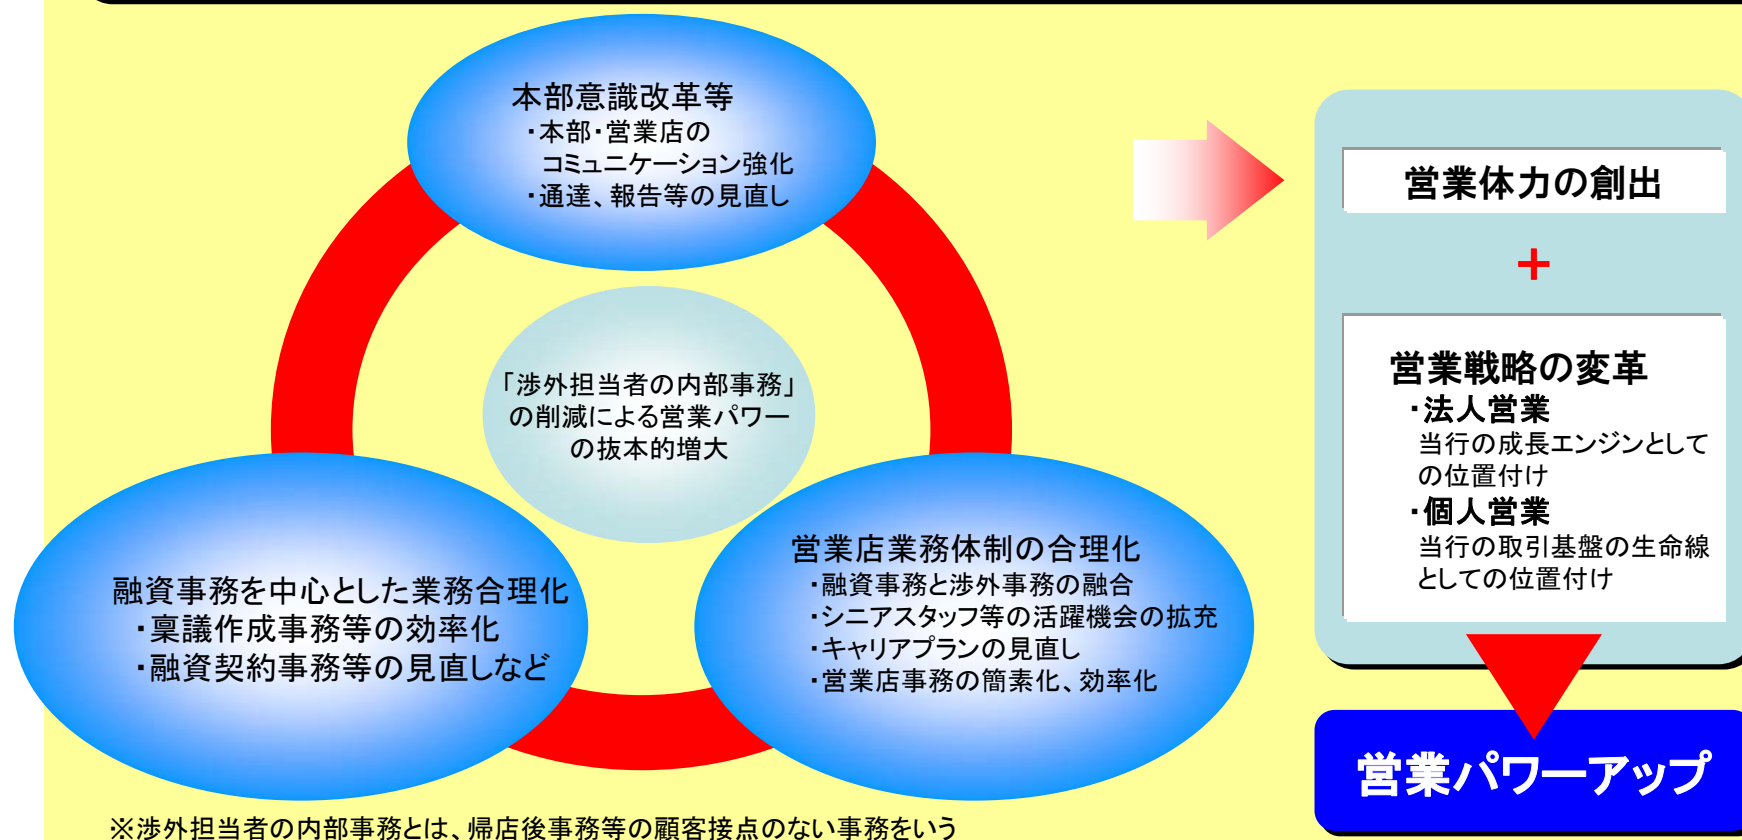 本部意識改革等
・本部・営業店の
コミュニケーション強化
・通達、報告等の見直し
「渉外担当者の内部事務」
の削減による営業パワー
の抜本的増大
融資事務を中心とした業務合理化
・稟議作成事務等の効率化
・融資契約事務等の見直しなど
営業店業務体制の合理化
・融資事務と渉外事務の融合
・シニアスタッフ等の活躍機会の拡充
・キャリアプランの見直し
・営業店事務の簡素化、効率化
※渉外担当者の内部事務とは、帰店後事務等の顧客接点のない事務をいう
営業体力の創出
+
営業戦略の変革
・法人営業
当行の成長エンジンとして
の位置付け
・個人営業
当行の取引基盤の生命線
としての位置付け
営業パワーアップ